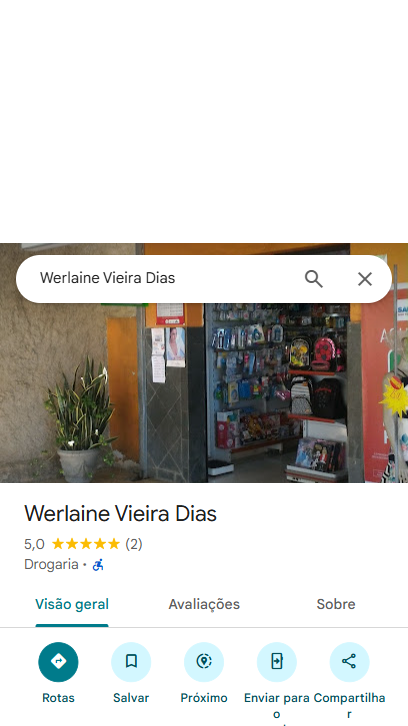 Werlaine Vieira Dias
Werlaine Vieira Dias
5,0 (2)
Drogaria ·
Visão geral Avaliações Sobre
Rotas Salvar Próximo Enviar para Compartilha
o r